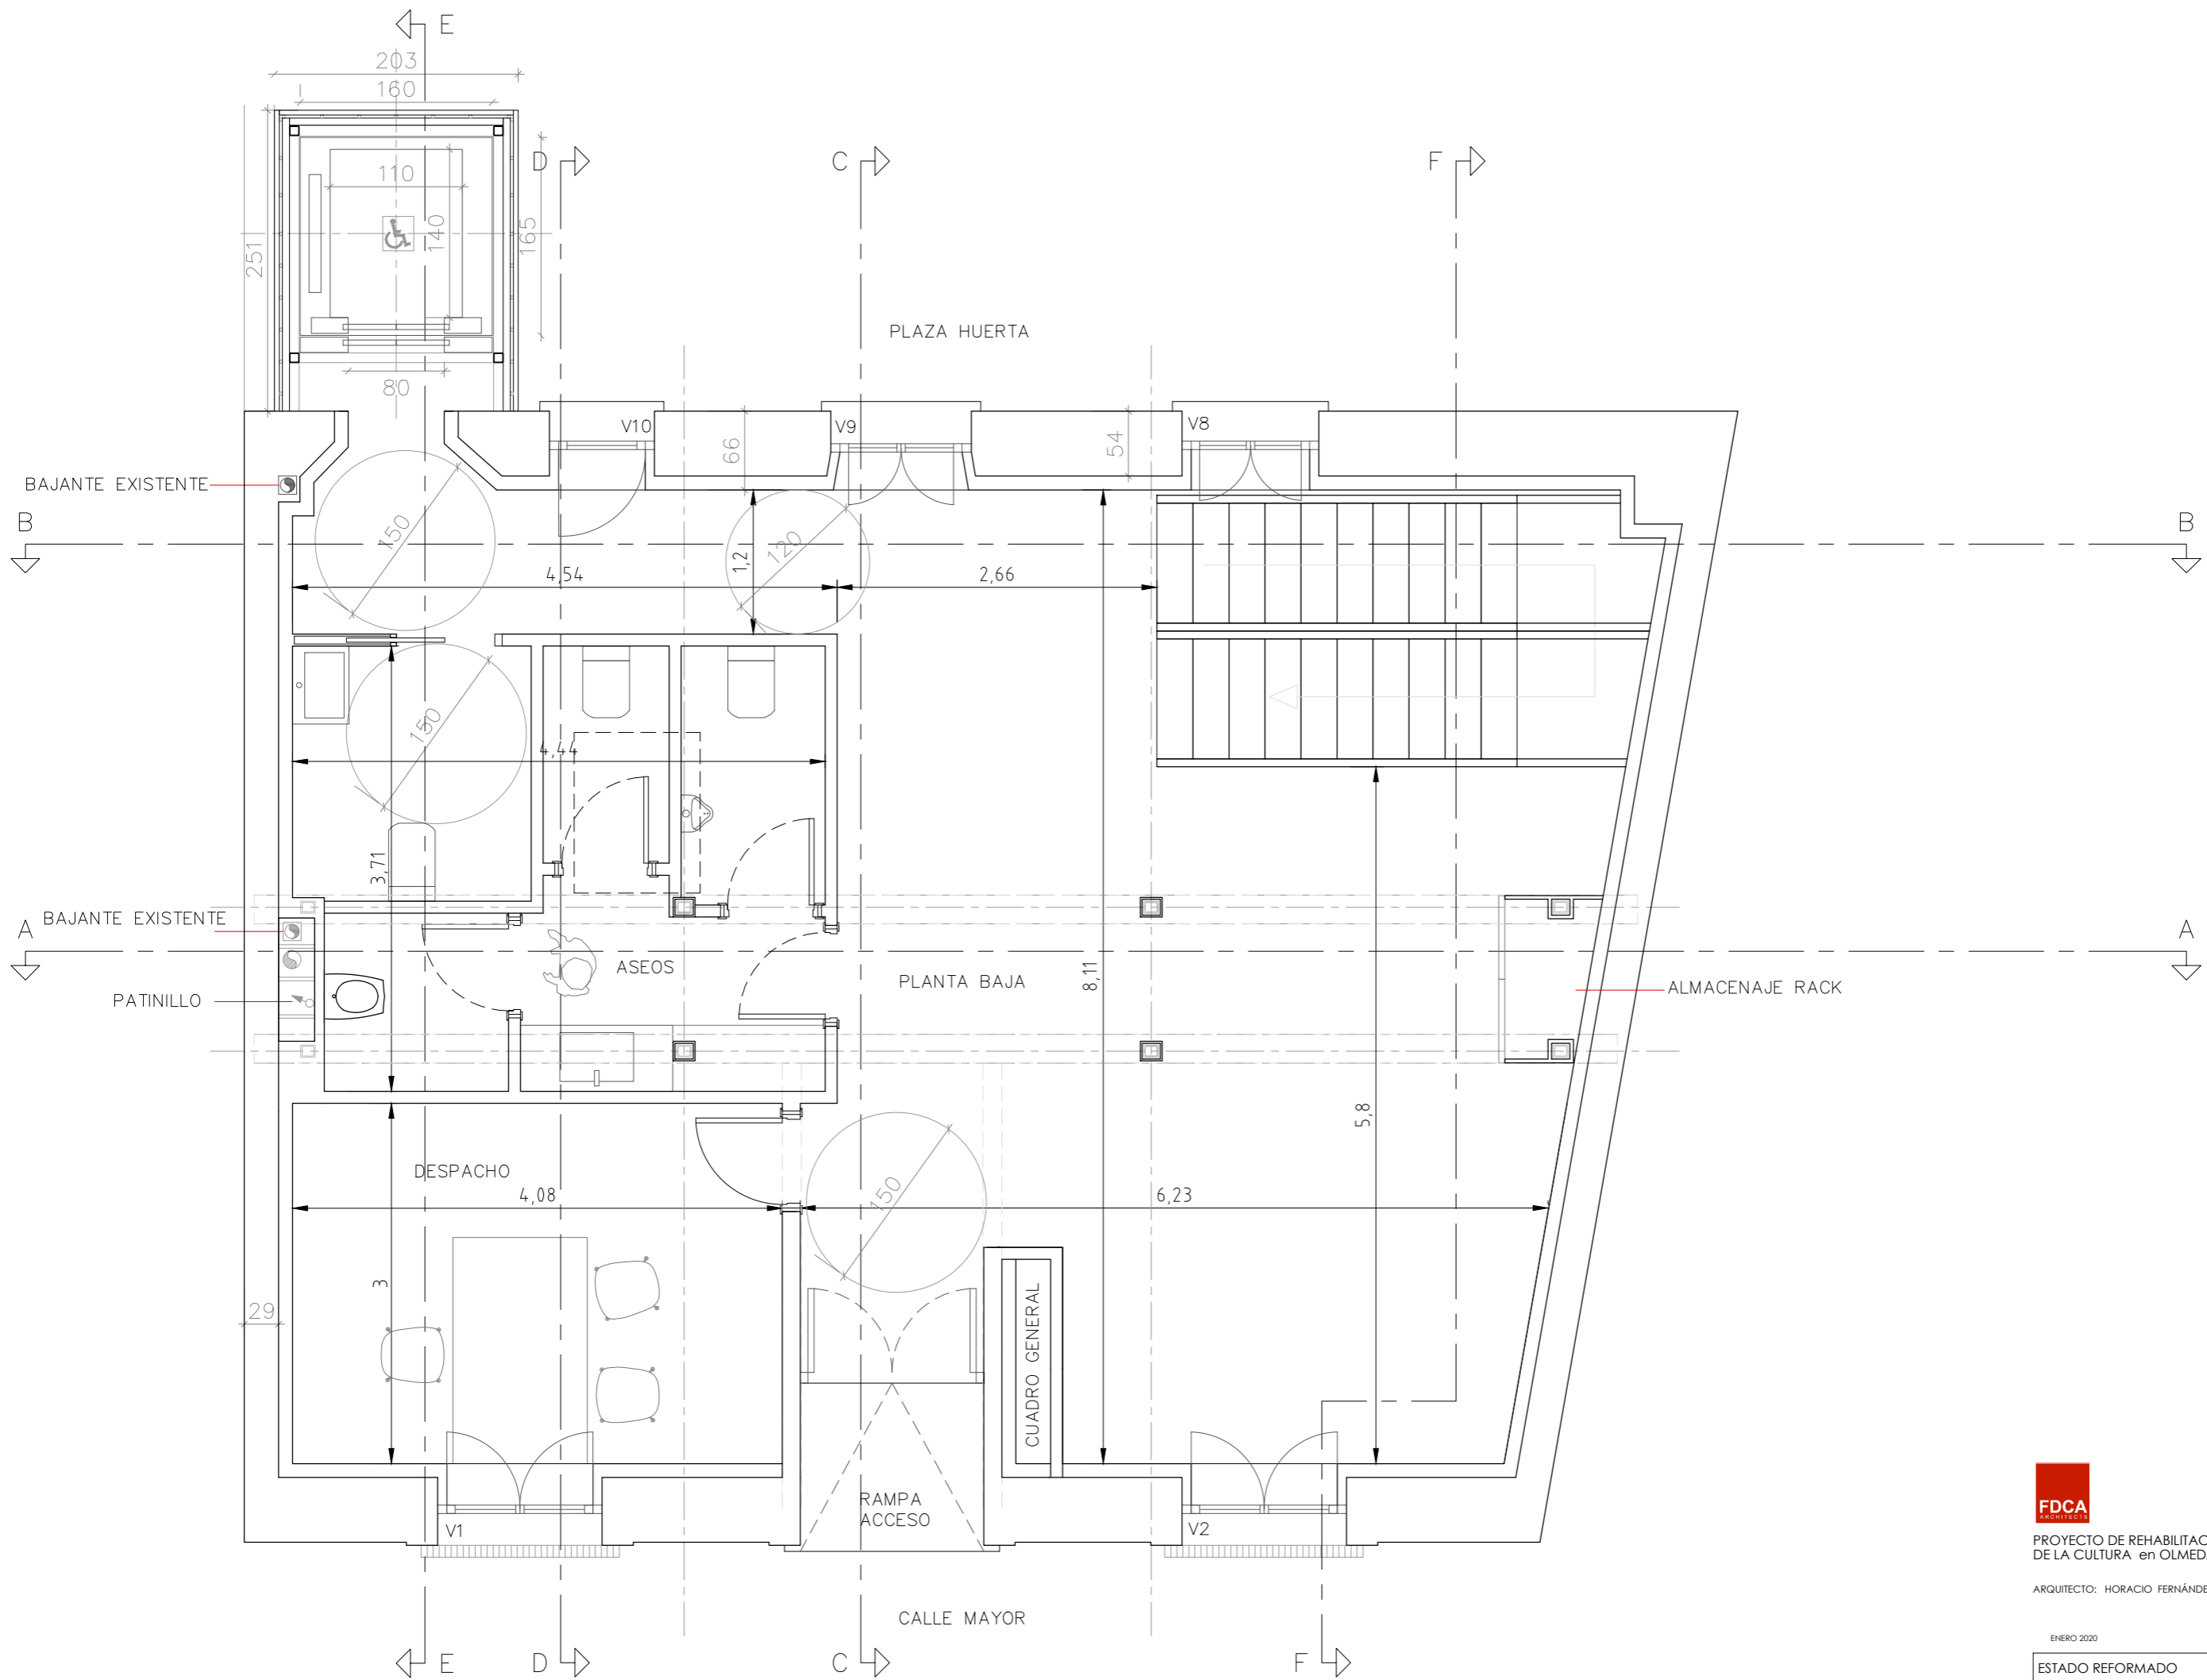 E
203
160
D
C
F
110
140
165
251
PLAZA HUERTA
80
V10
V9
V8
66
54
BAJANTE EXISTENTE
B
B
150
120
1,2
4,54
2,66
150
4,44
3,71
BAJANTE EXISTENTE
A
A
ASEOS
PLANTA BAJA
8,11
PATINILLO
ALMACENAJE RACK
5,8
DESPACHO
4,08
150
6,23
3
29
CUADRO GENERAL
RAMPA
ACCESO
V1
V2
CALLE MAYOR
E
D
C
F
FDCA
ARCHITECTS
PROYECTO DE REHABILITAC
DE LA CULTURA en OLMED
ARQUITECTO: HORACIO FERNÁNDE
ENERO 2020
ESTADO REFORMADO